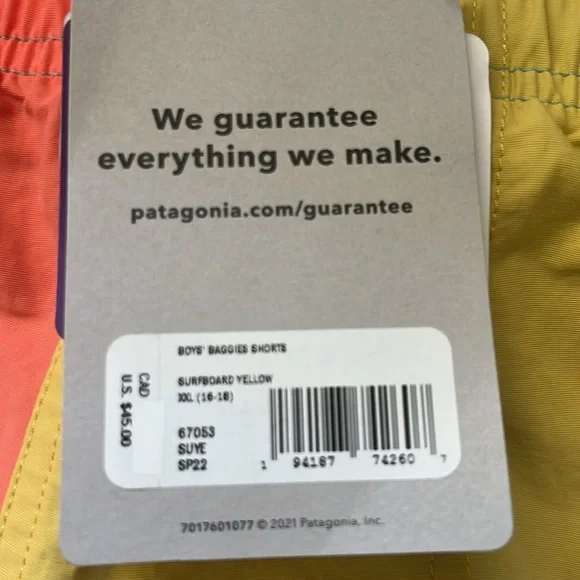 We guarantee
everything we make.
patagonia.com/guarantee
BOYS' BAGGIES SHORTS
SURFBOARD YELLOW
XXL (16-18)
67053
SUYE
SP22
CAD
U.S. $45.00
1 94187 74260 7
7017601077 © 2021 Patagonia, Inc.